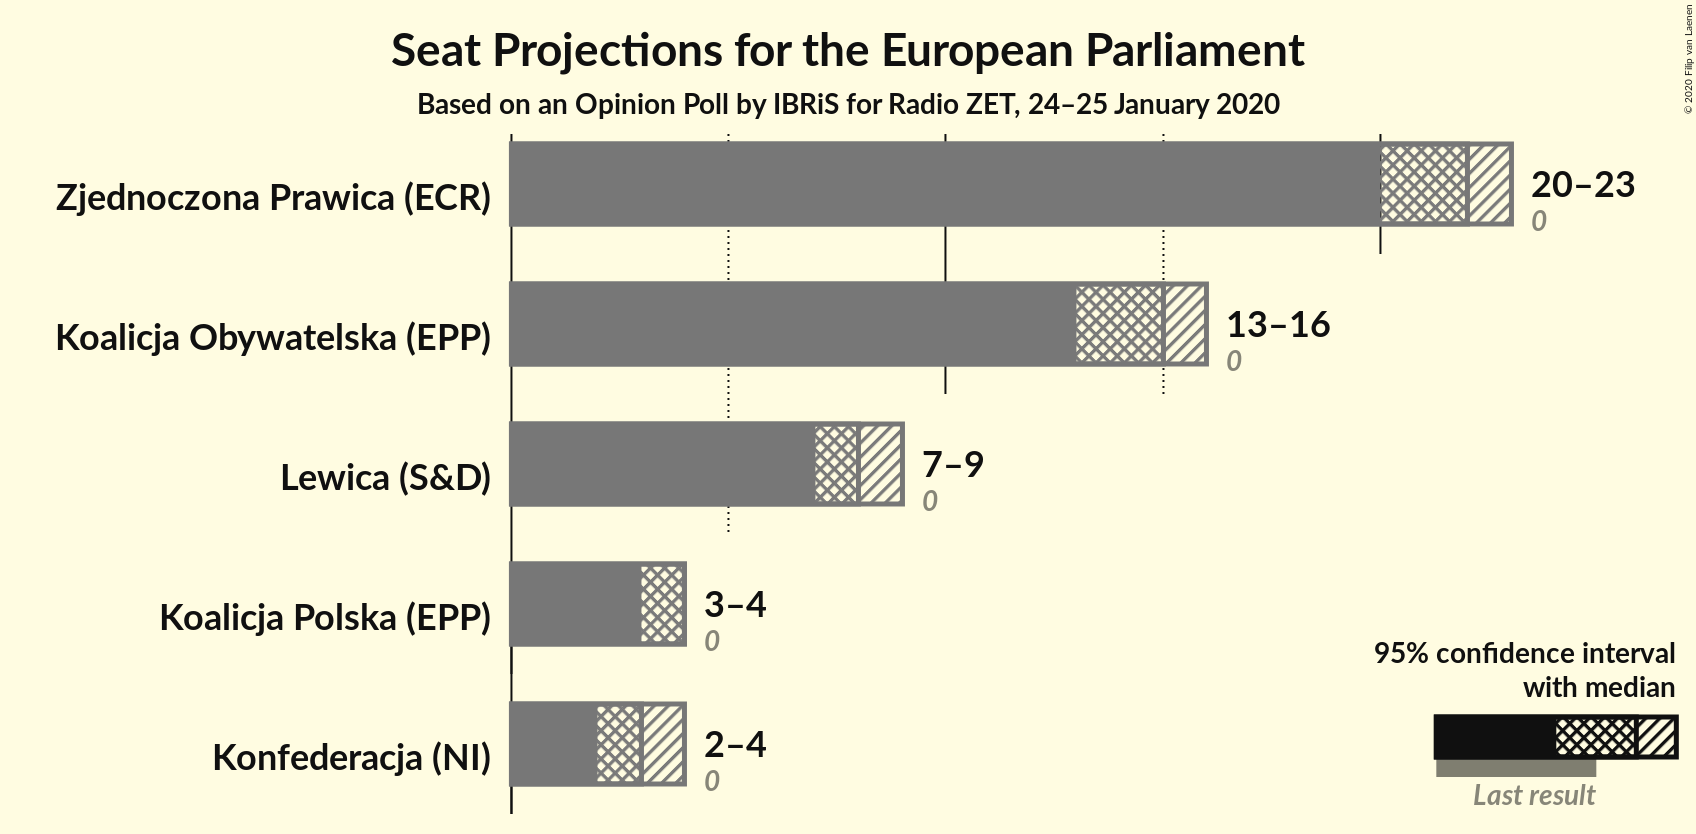 Seat Projections for the European Parliament
Based on an Opinion Poll by IBRiS for Radio ZET, 24–25 January 2020
© 2020 Filip van Laenen
Zjednoczona Prawica (ECR)
20–23
0
Koalicja Obywatelska (EPP)
13–16
0
Lewica (S&D)
7–9
0
Koalicja Polska (EPP)
3–4
0
Konfederacja (NI)
2–4
0
95% confidence interval
with median
Last result